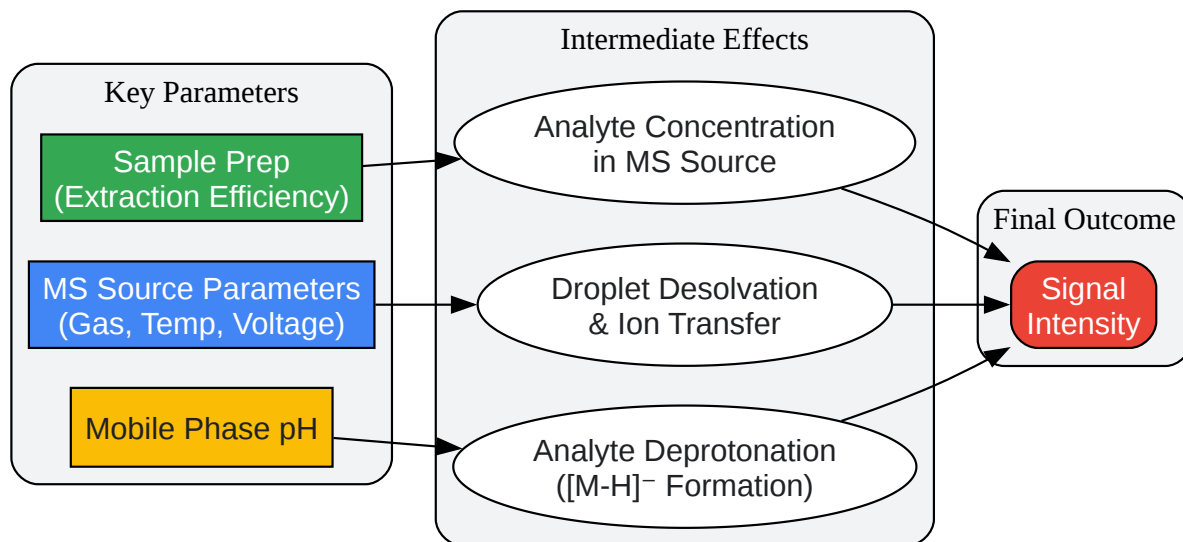 Key Parameters
Sample Prep
(Extraction Efficiency)
MS Source Parameters
(Gas, Temp, Voltage)
Mobile Phase pH
Intermediate Effects
Analyte Concentration
in MS Source
Droplet Desolvation
& Ion Transfer
Analyte Deprotonation
([M-H]⁻ Formation)
Final Outcome
Signal
Intensity